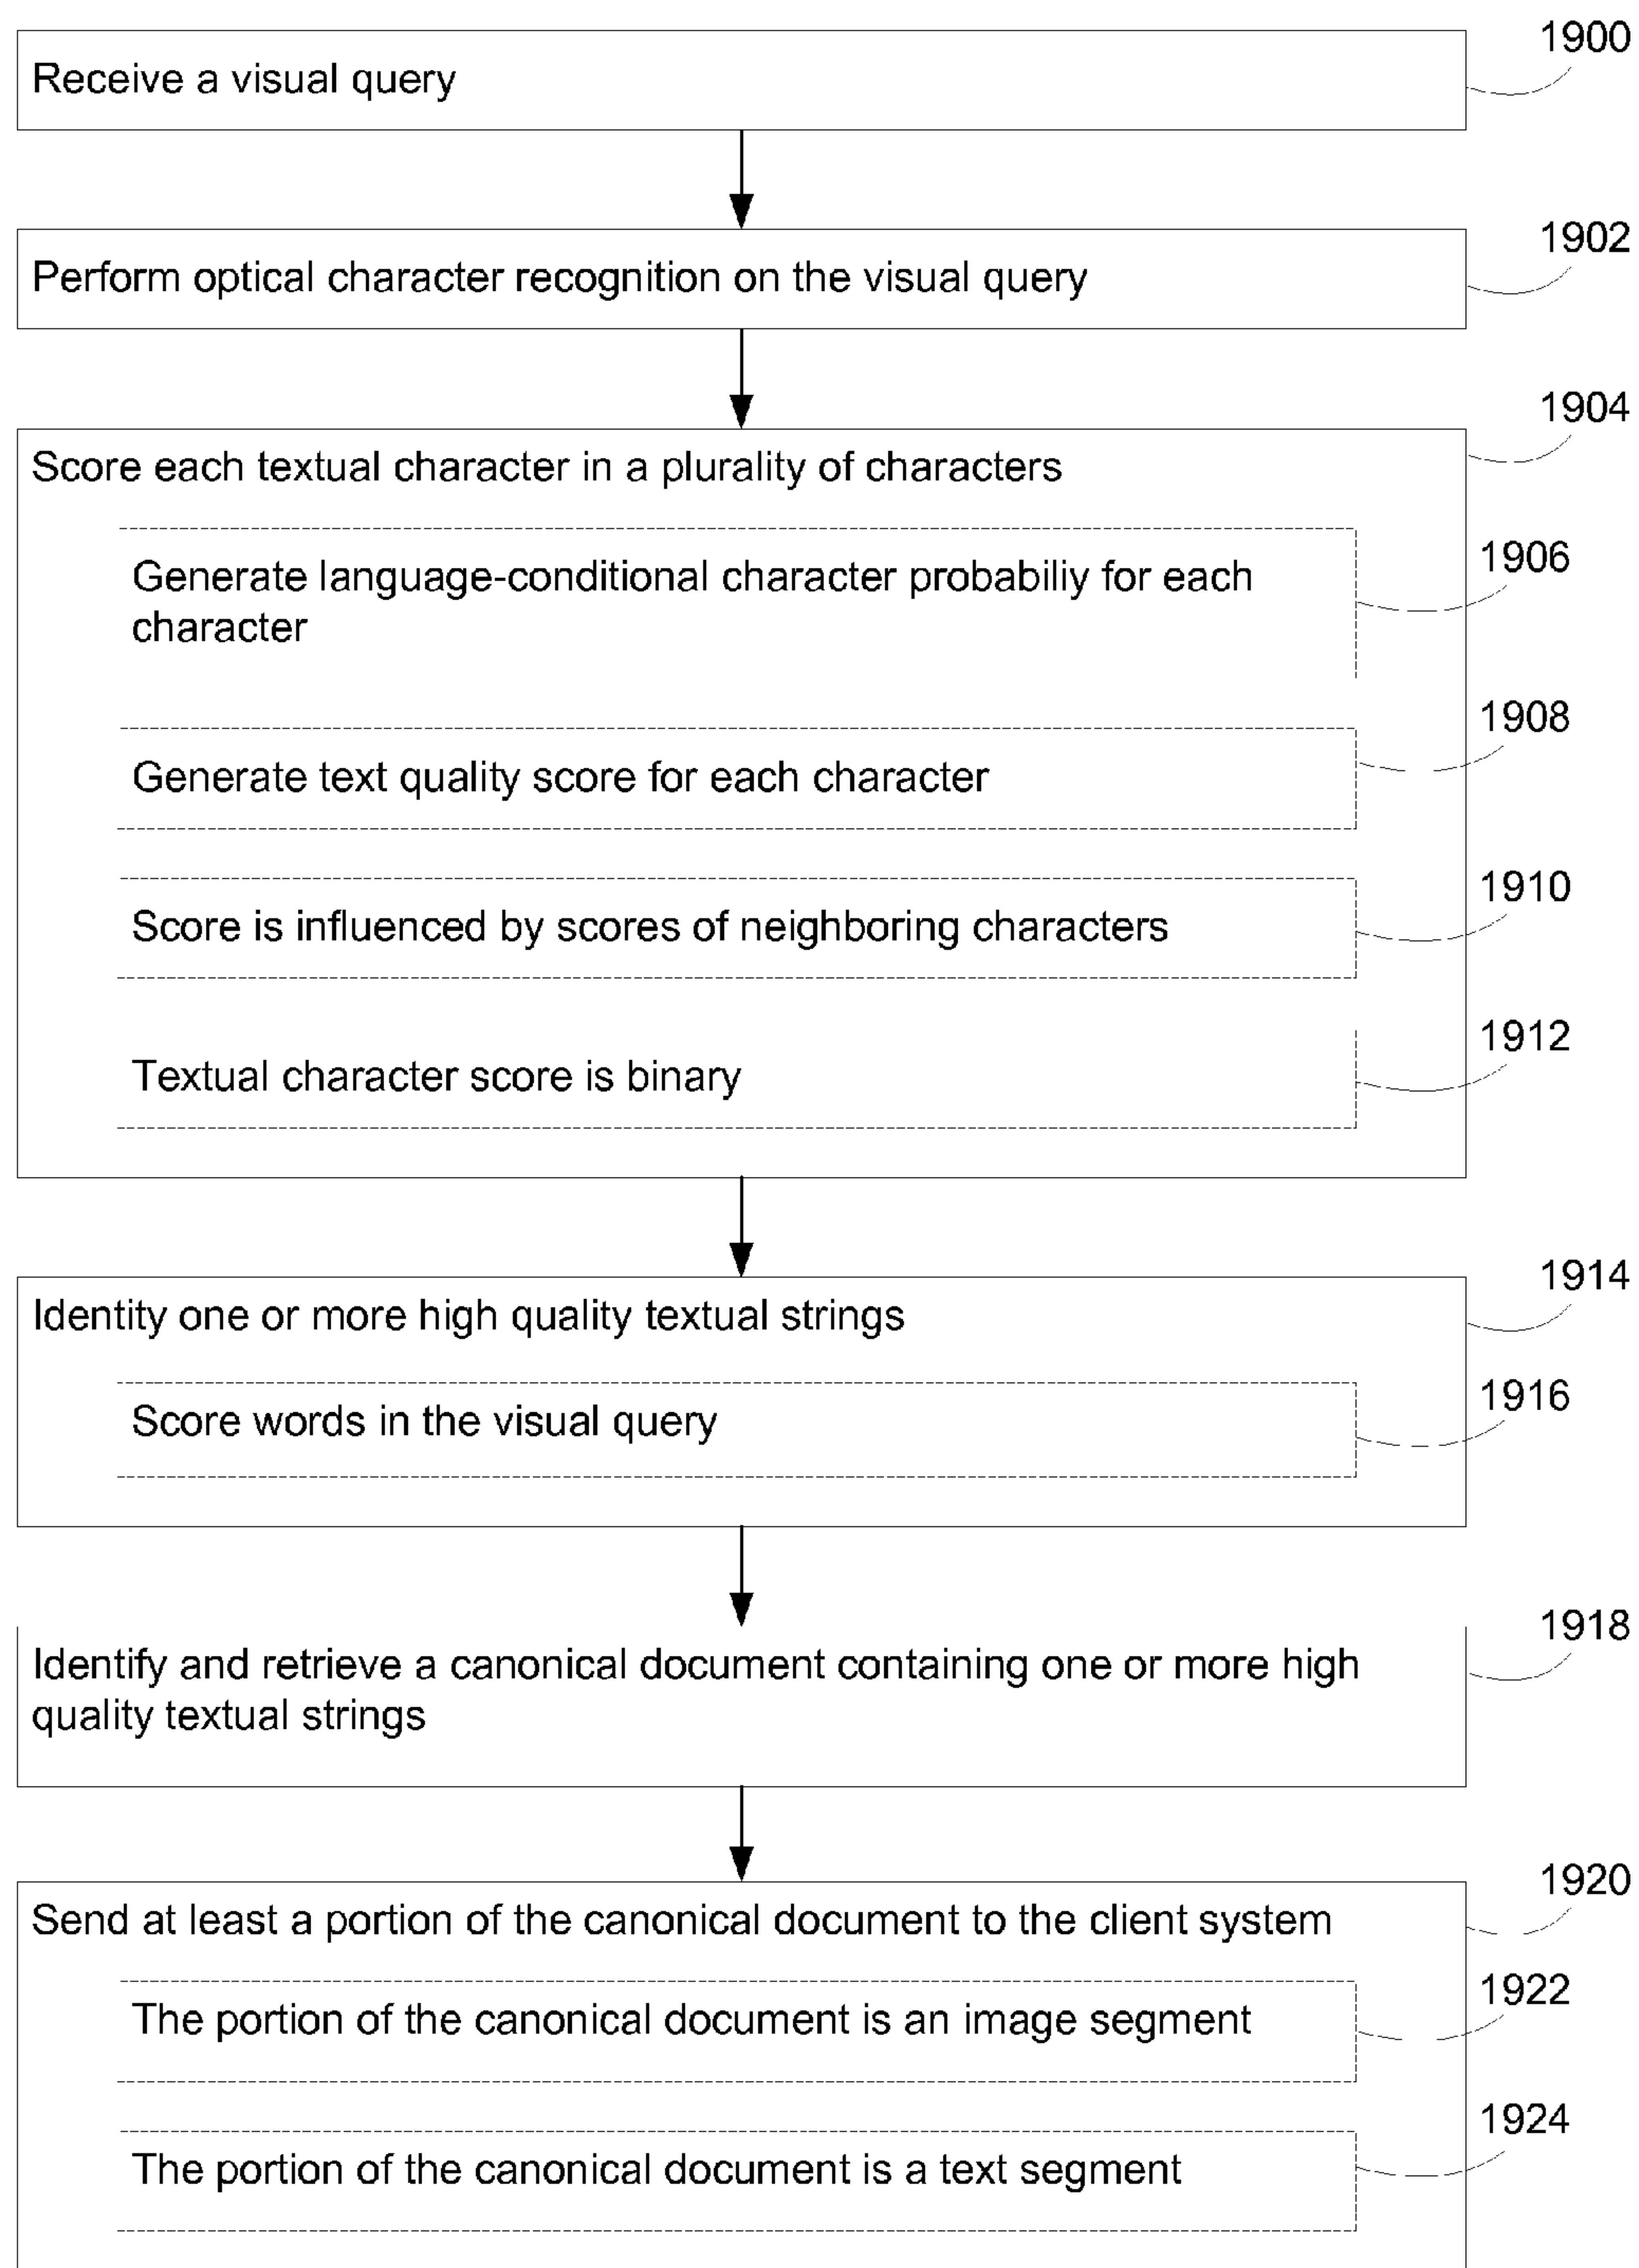 1900
Receive a visual query
1902
Perform optical character recognition on the visual query
1904
Score each textual character in a plurality of characters
1906
Generate language-conditional character probabiliy for each
character
1908
Generate text quality score for each character
1910
Score is influenced by scores of neighboring characters
1912
Textual character score is binary
1914
Identity one or more high quality textual strings
1916
Score words in the visual query
1918
Identify and retrieve a canonical document containing one or more high
quality textual strings
1920
Send at least a portion of the canonical document to the client system
1922
The portion of the canonical document is an image segment
1924
The portion of the canonical document is a text segment